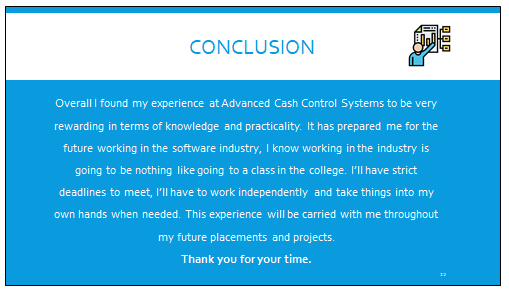 CONCLUSION
Overall I found my experience at Advanced Cash Control Systems to be very
rewarding in terms of knowledge and practicality. It has prepared me for the
future working in the software industry, I know working in the industry is
going to be nothing like going to a class in the college. I'll have strict
deadlines to meet, I'll have to work independently and take things into my
own hands when needed. This experience will be carried with me throughout
my future placements and projects.
Thank you for your time.
22